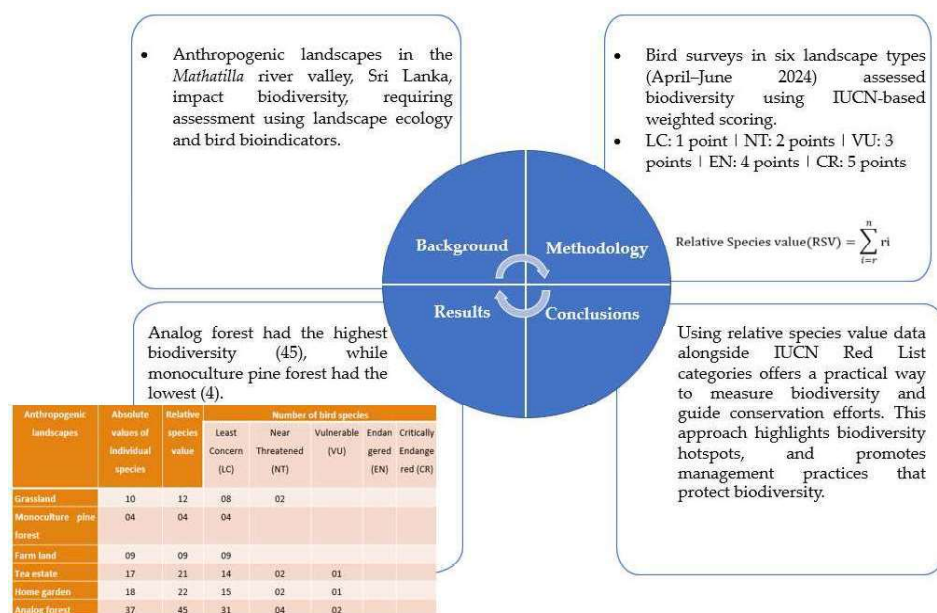 • Anthropogenic landscapes in the
Mathatilla river valley, Sri Lanka,
impact biodiversity, requiring
assessment using landscape ecology
and bird bioindicators.
• Bird surveys in six landscape types
(April–June 2024) assessed
biodiversity using IUCN-based
weighted scoring.
• LC: 1 point | NT: 2 points | VU: 3
points | EN: 4 points | CR: 5 points
Relative Species value(RSV) = ∑ⁿᵢ₌ᵣ ri
Background
Methodology
Results
Conclusions
Analog forest had the highest
biodiversity (45), while
monoculture pine forest had the
lowest (4).
Anthropogenic landscapes | Absolute values of individual species | Relative species value | Number of bird species
Least Concern (LC) | Near Threatened (NT) | Vulnerable (VU) | Endangered (EN) | Critically Endangered (CR)
Grassland 10 12 08 02
Monoculture pine forest 04 04 04
Farm land 09 09 09
Tea estate 17 21 14 02 01
Home garden 18 22 15 02 01
Analog forest 37 45 31 04 02
Using relative species value data
alongside IUCN Red List
categories offers a practical way
to measure biodiversity and
guide conservation efforts. This
approach highlights biodiversity
hotspots, and promotes
management practices that
protect biodiversity.